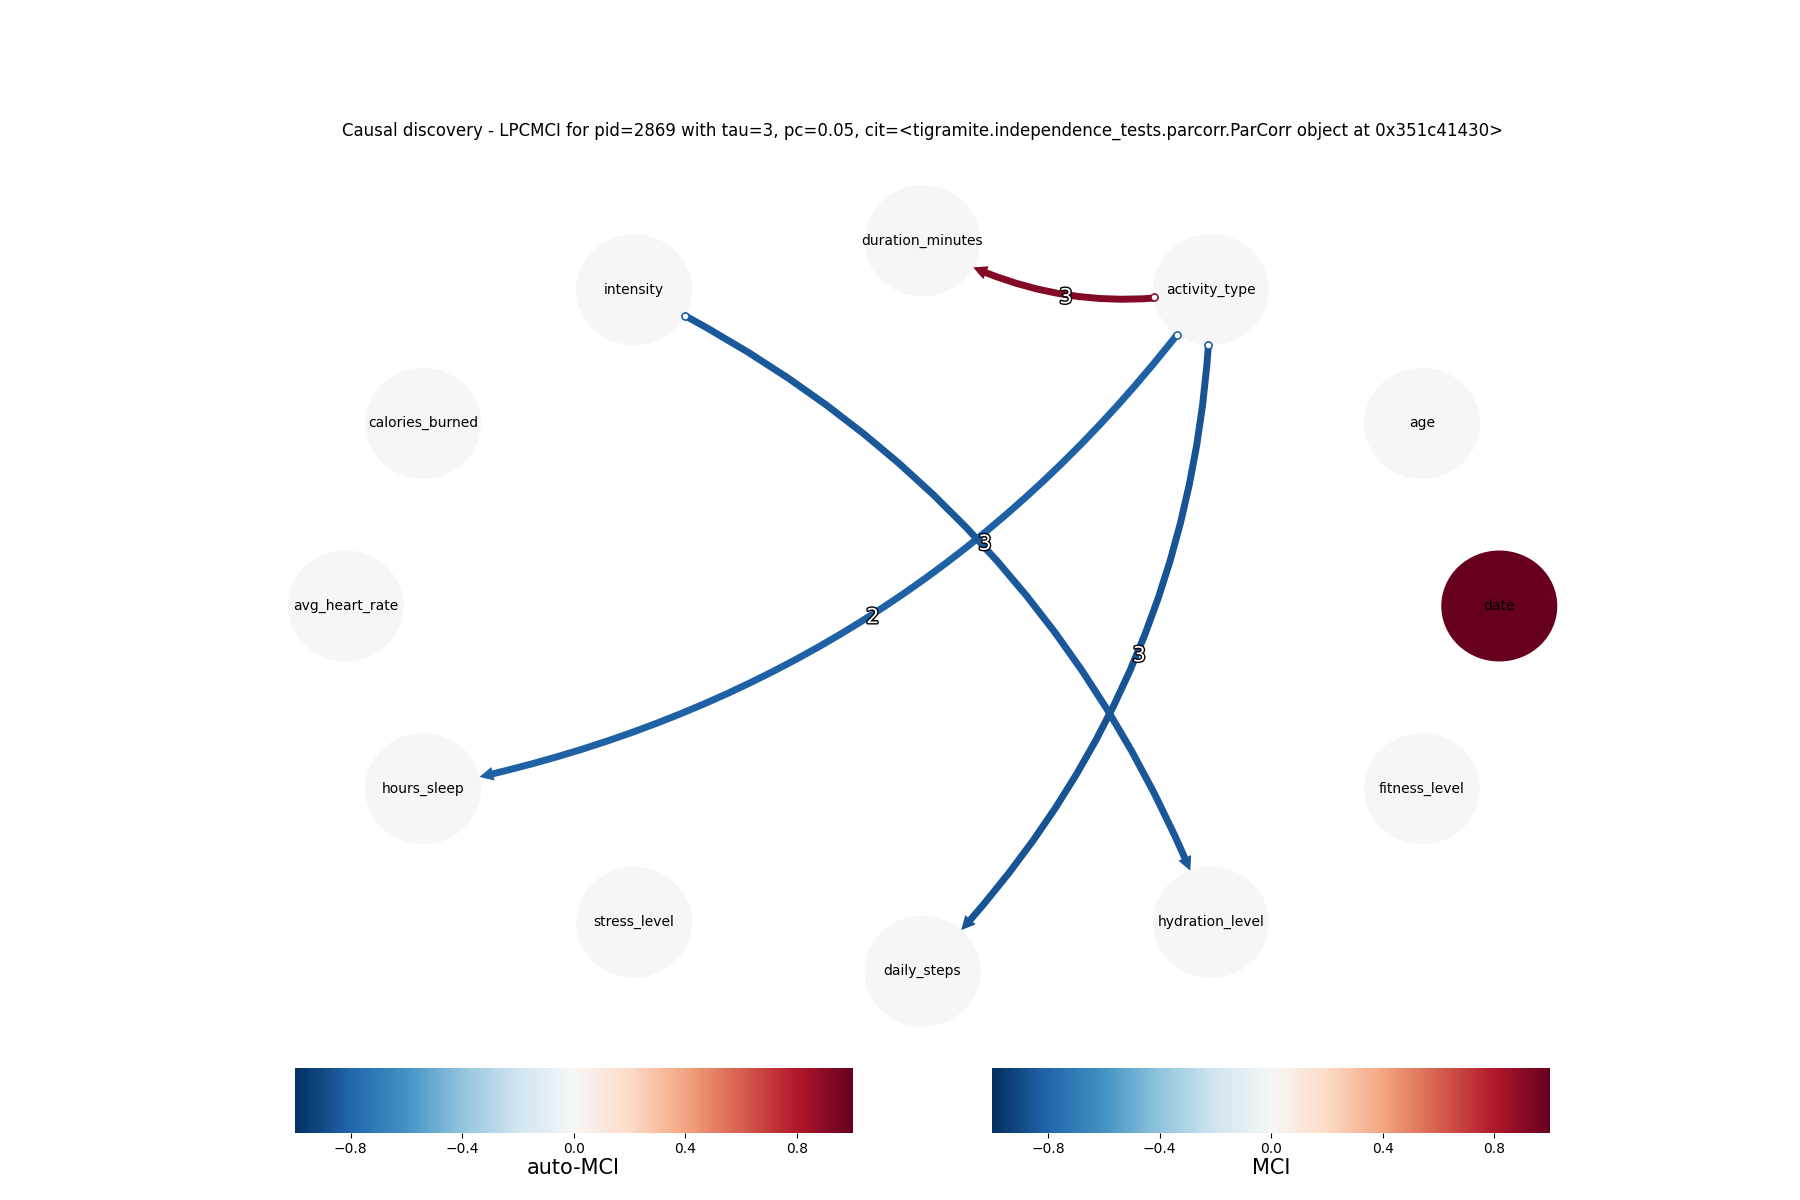 Causal discovery - LPCMCI for pid=2869 with tau=3, pc=0.05, cit=<tigramite.independence_tests.parcorr.ParCorr object at 0x351c41430>
duration_minutes
intensity
activity_type
3
calories_burned
age
3
avg_heart_rate
date
2
3
hours_sleep
fitness_level
stress_level
hydration_level
daily_steps
−0.8 −0.4 0.0 0.4 0.8
auto-MCI
−0.8 −0.4 0.0 0.4 0.8
MCI